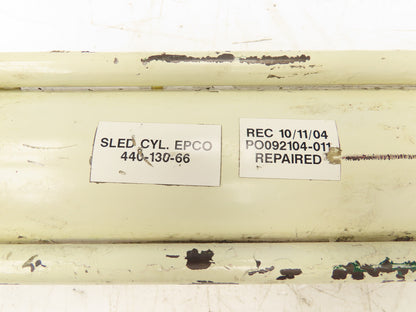 SLED CYL. EPCO
440-130-66
REC 10/11/04
PO092104-011
REPAIRED